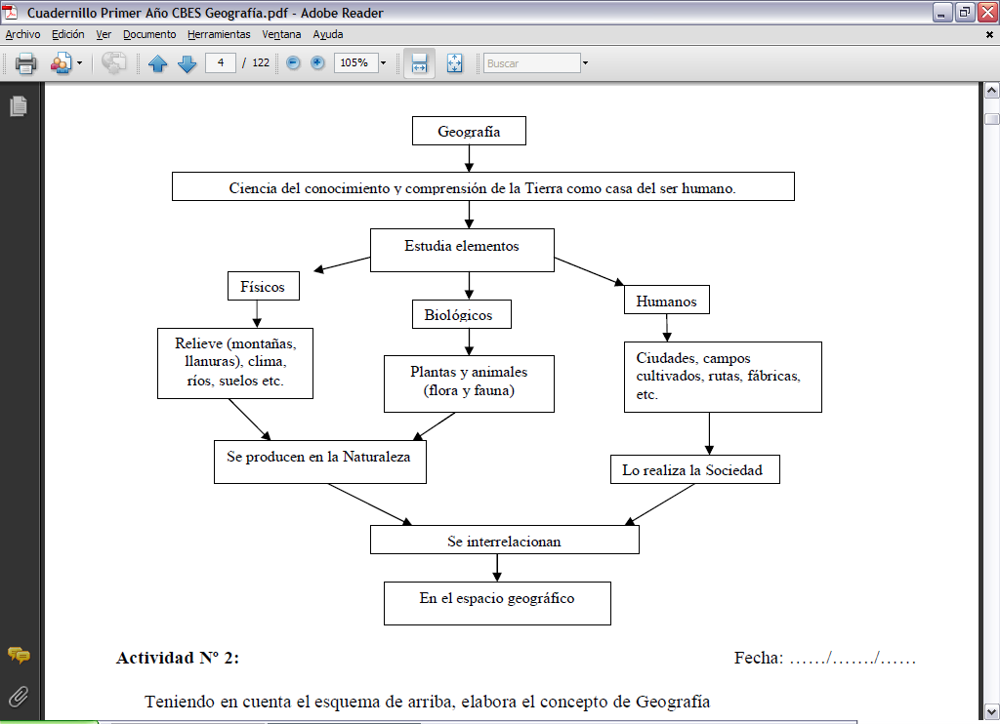 Cuadernillo Primer Año CBES Geografía.pdf - Adobe Reader
Archivo Edición Ver Documento Herramientas Ventana Ayuda
4 / 122 105% Buscar
Geografía
Ciencia del conocimiento y comprensión de la Tierra como casa del ser humano.
Estudia elementos
Físicos
Biológicos
Humanos
Relieve (montañas,
llanuras), clima,
ríos, suelos etc.
Plantas y animales
(flora y fauna)
Ciudades, campos
cultivados, rutas, fábricas,
etc.
Se producen en la Naturaleza
Lo realiza la Sociedad
Se interrelacionan
En el espacio geográfico
Actividad Nº 2: Fecha: ……/……./……
Teniendo en cuenta el esquema de arriba, elabora el concepto de Geografía